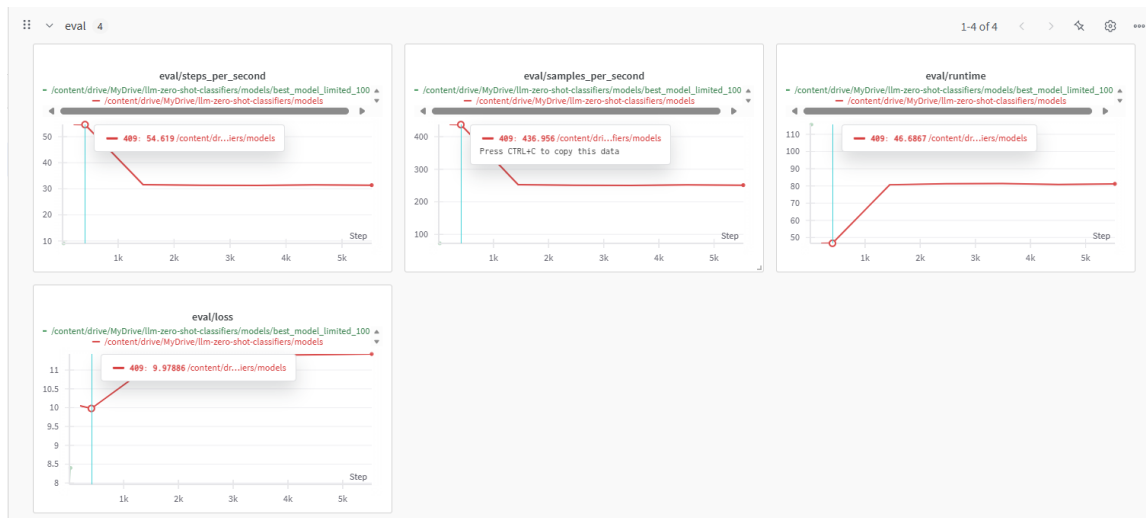 eval 4
1-4 of 4
eval/steps_per_second
/content/drive/MyDrive/llm-zero-shot-classifiers/models/best_model_limited_100
/content/drive/MyDrive/llm-zero-shot-classifiers/models
409: 54.619 /content/dr...iers/models
50
40
30
20
10
Step
1k 2k 3k 4k 5k
eval/samples_per_second
/content/drive/MyDrive/llm-zero-shot-classifiers/models/best_model_limited_100
/content/drive/MyDrive/llm-zero-shot-classifiers/models
409: 436.956 /content/dri...fiers/models
Press CTRL+C to copy this data
400
300
200
100
Step
1k 2k 3k 4k 5k
eval/runtime
/content/drive/MyDrive/llm-zero-shot-classifiers/models/best_model_limited_100
/content/drive/MyDrive/llm-zero-shot-classifiers/models
409: 46.6867 /content/dr...iers/models
110
100
90
80
70
60
50
Step
1k 2k 3k 4k 5k
eval/loss
/content/drive/MyDrive/llm-zero-shot-classifiers/models/best_model_limited_100
/content/drive/MyDrive/llm-zero-shot-classifiers/models
409: 9.97886 /content/dr...iers/models
11
10.5
10
9.5
9
8.5
8
Step
1k 2k 3k 4k 5k